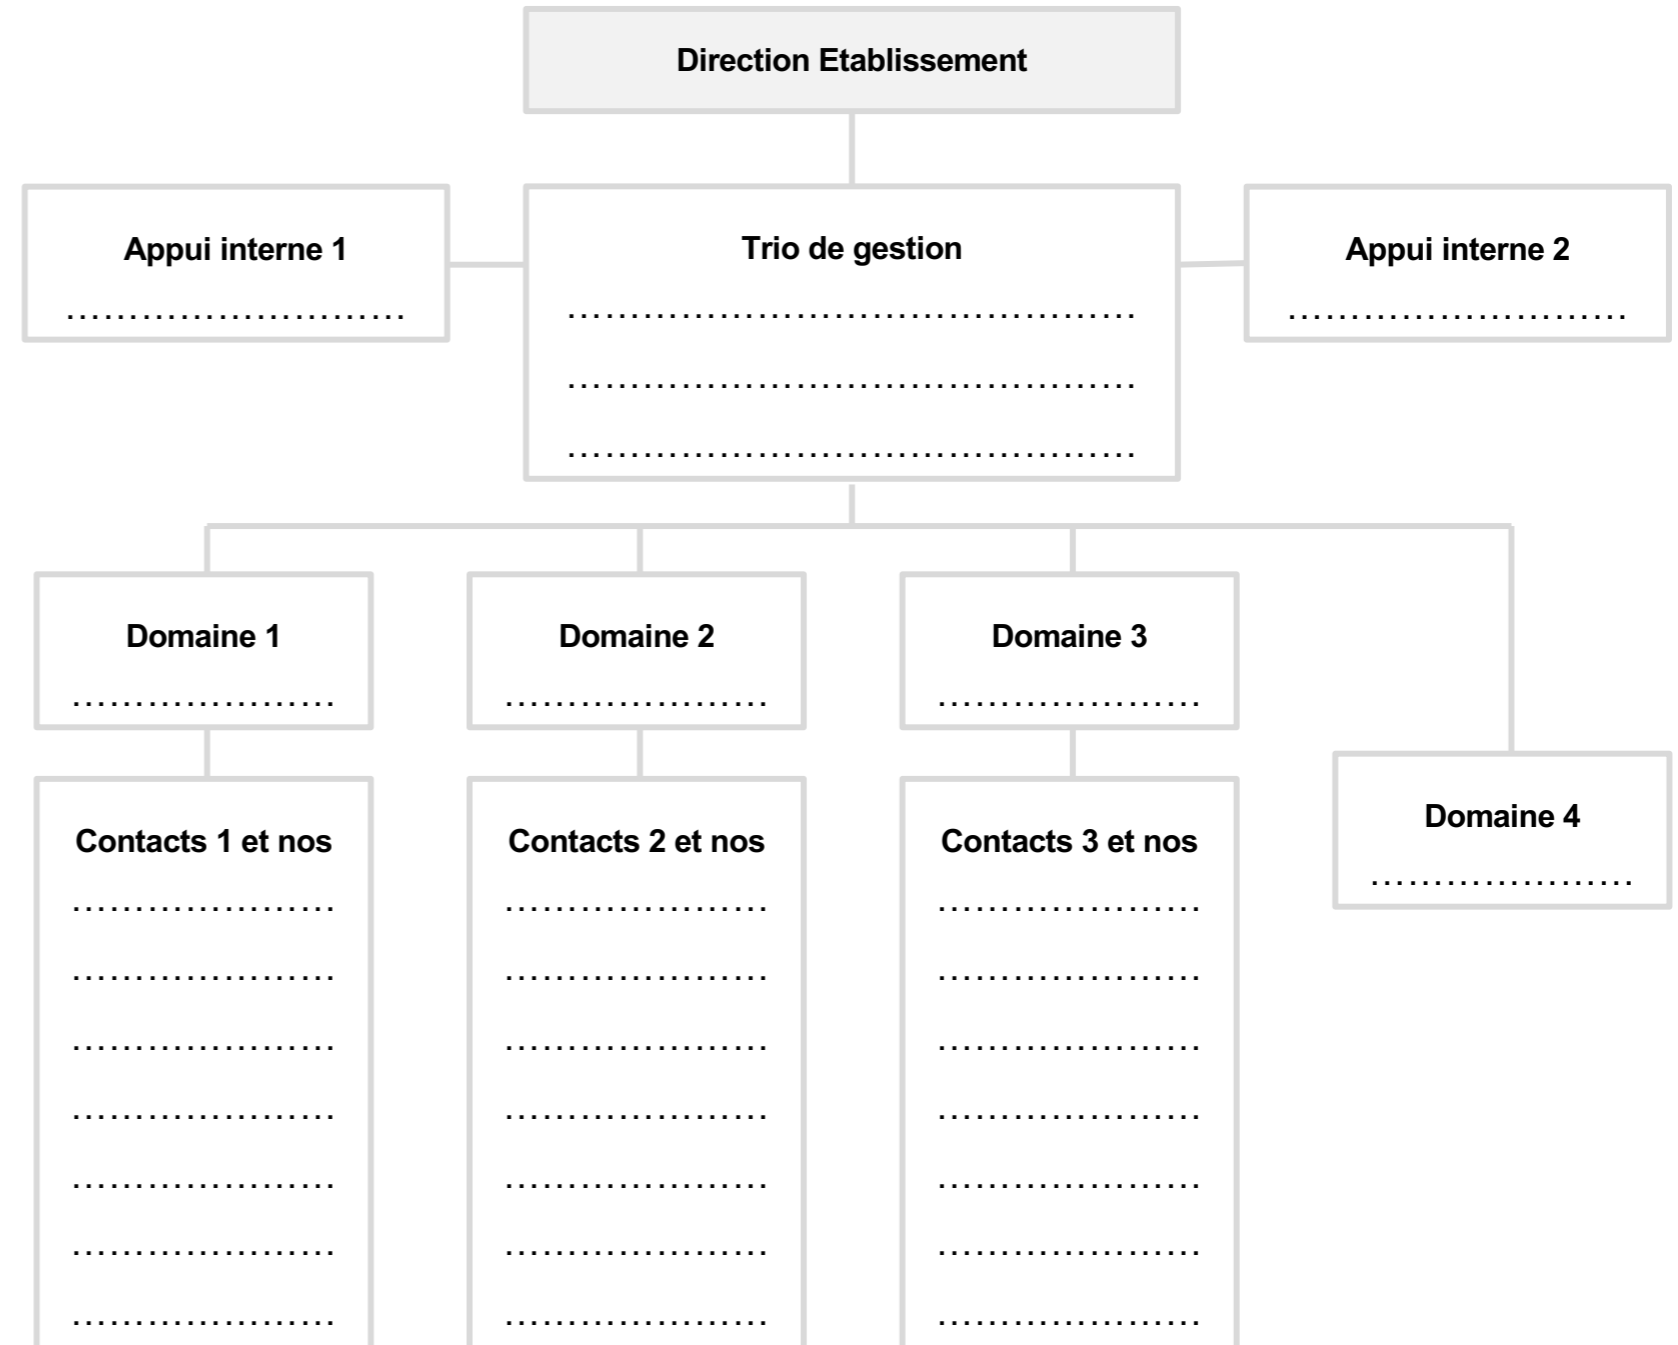 Direction Etablissement
Appui interne 1
...........................
Trio de gestion
.............................................
.............................................
.............................................
Appui interne 2
...........................
Domaine 1
.....................
Domaine 2
.....................
Domaine 3
.....................
Domaine 4
.....................
Contacts 1 et nos
.....................
.....................
.....................
.....................
.....................
.....................
.....................
Contacts 2 et nos
.....................
.....................
.....................
.....................
.....................
.....................
.....................
Contacts 3 et nos
.....................
.....................
.....................
.....................
.....................
.....................
.....................